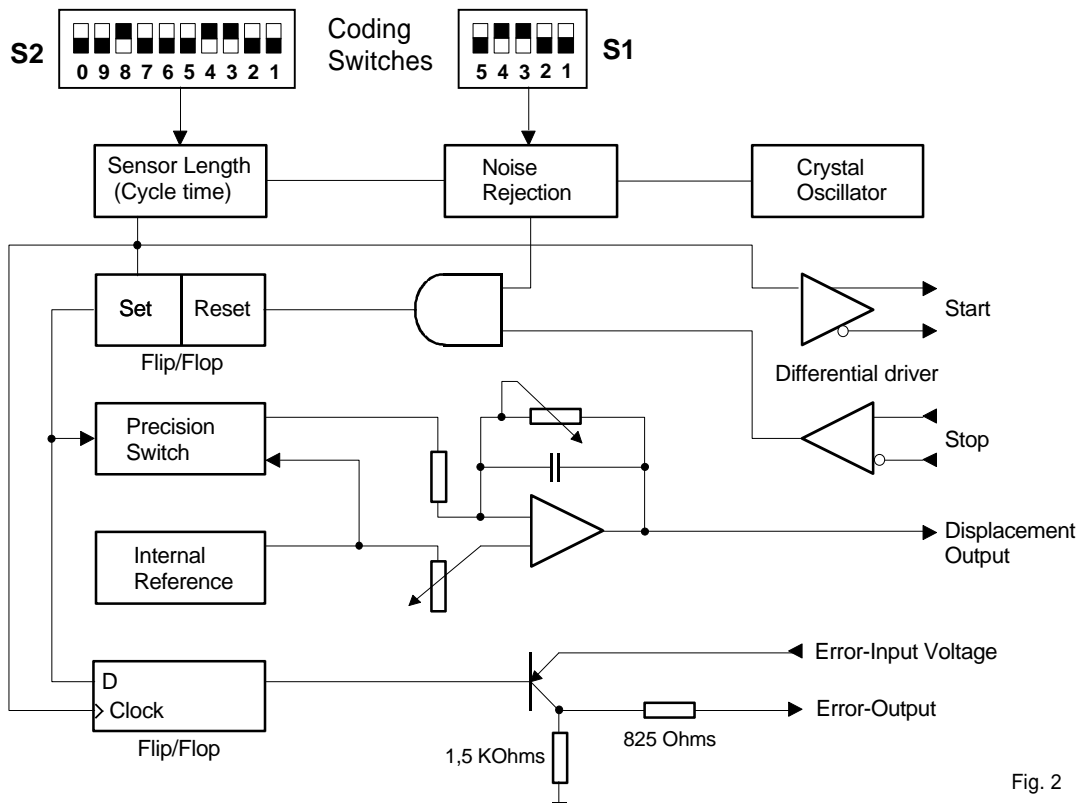 S2
0 9 8 7 6 5 4 3 2 1
Coding
Switches
5 4 3 2 1
S1
Sensor Length
(Cycle time)
Noise
Rejection
Crystal
Oscillator
Set
Reset
Flip/Flop
Start
Differential driver
Precision
Switch
Stop
Internal
Reference
Displacement
Output
D
Clock
Flip/Flop
Error-Input Voltage
Error-Output
1,5 KOhms
825 Ohms
Fig. 2